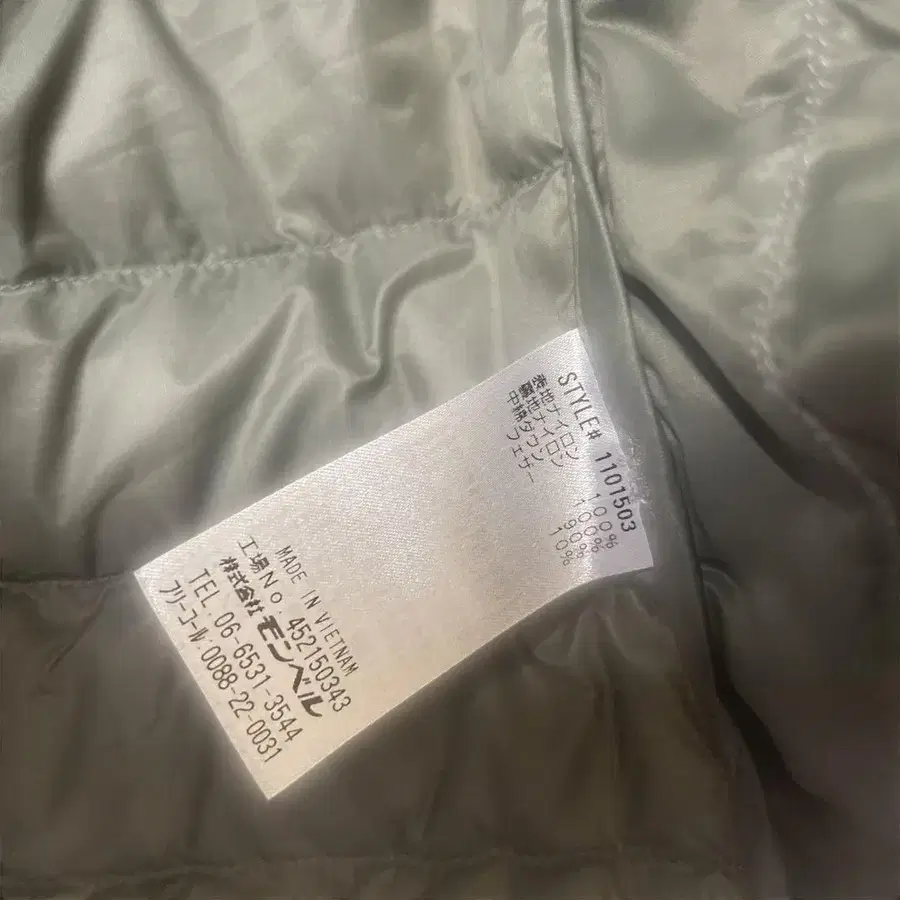 STYLE# 1101503
表地ナイロン 100%
裏地ナイロン 100%
中綿ダウン 90%
フェザー 10%
MADE IN VIETNAM
工場No. 452150343
株式会社モンベル
TEL. 06-6531-3544
フリーコール:0088-22-0031